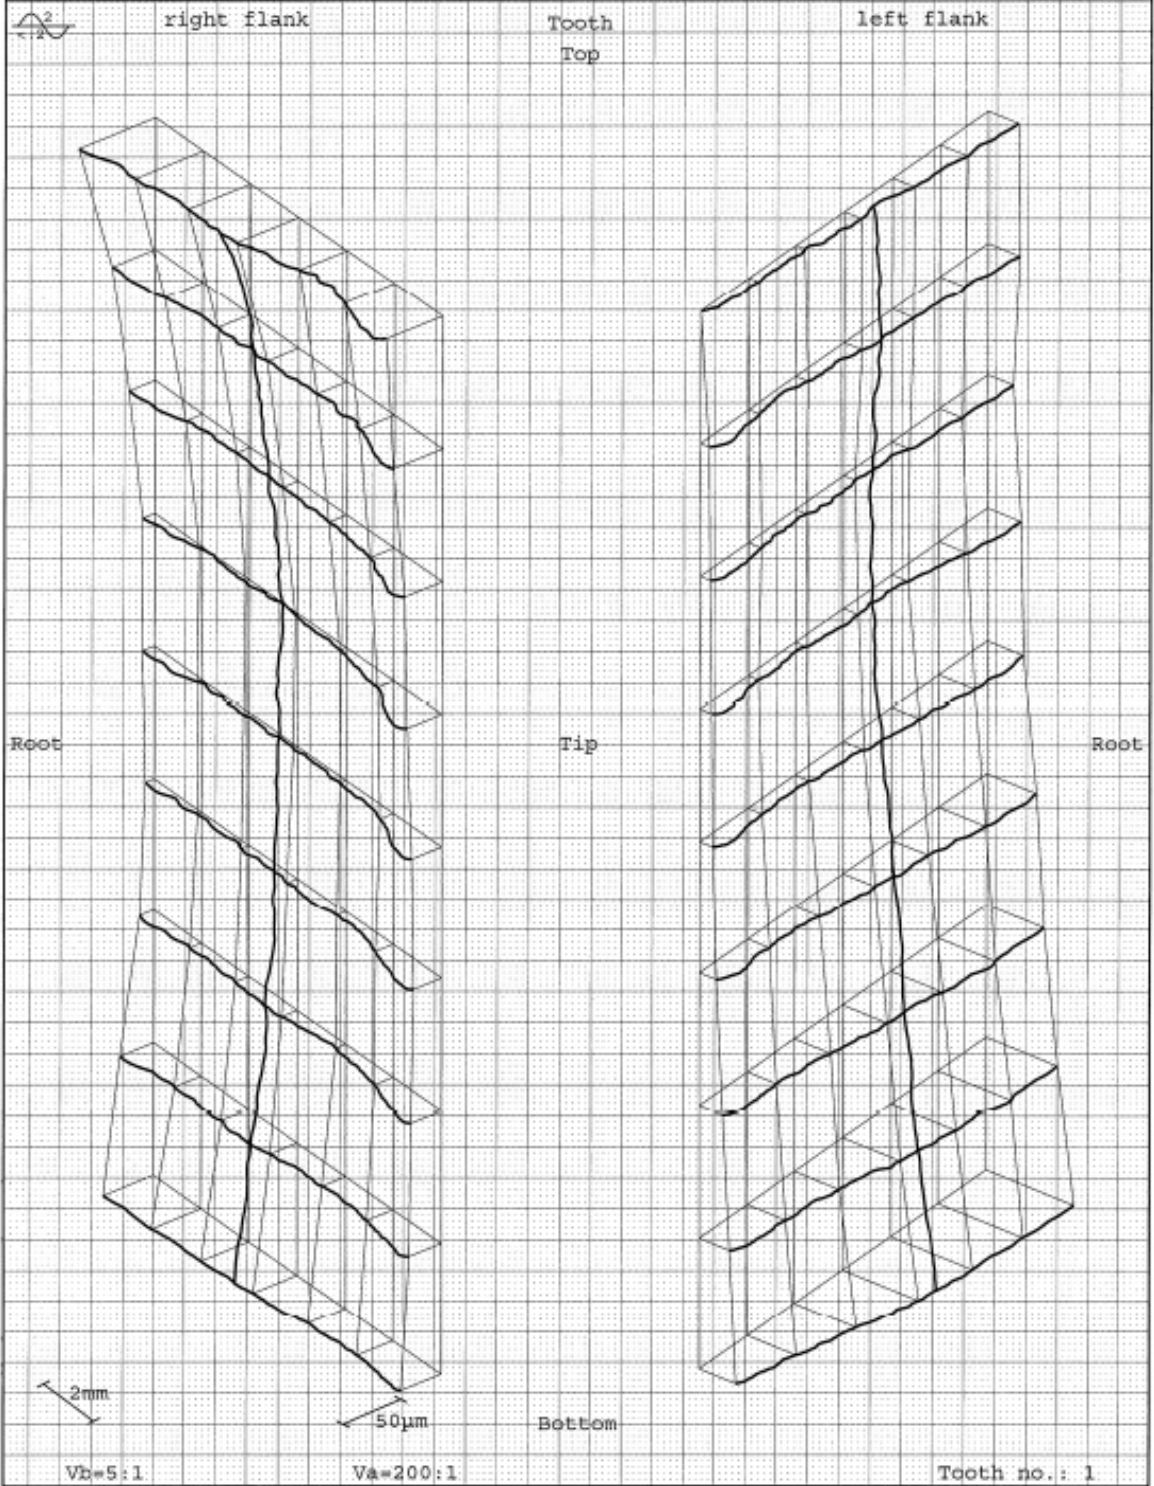 right flank Tooth left flank
Top
Root Tip Root
2mm
50µm
Bottom
Vb=5:1 Va=200:1 Tooth no.: 1